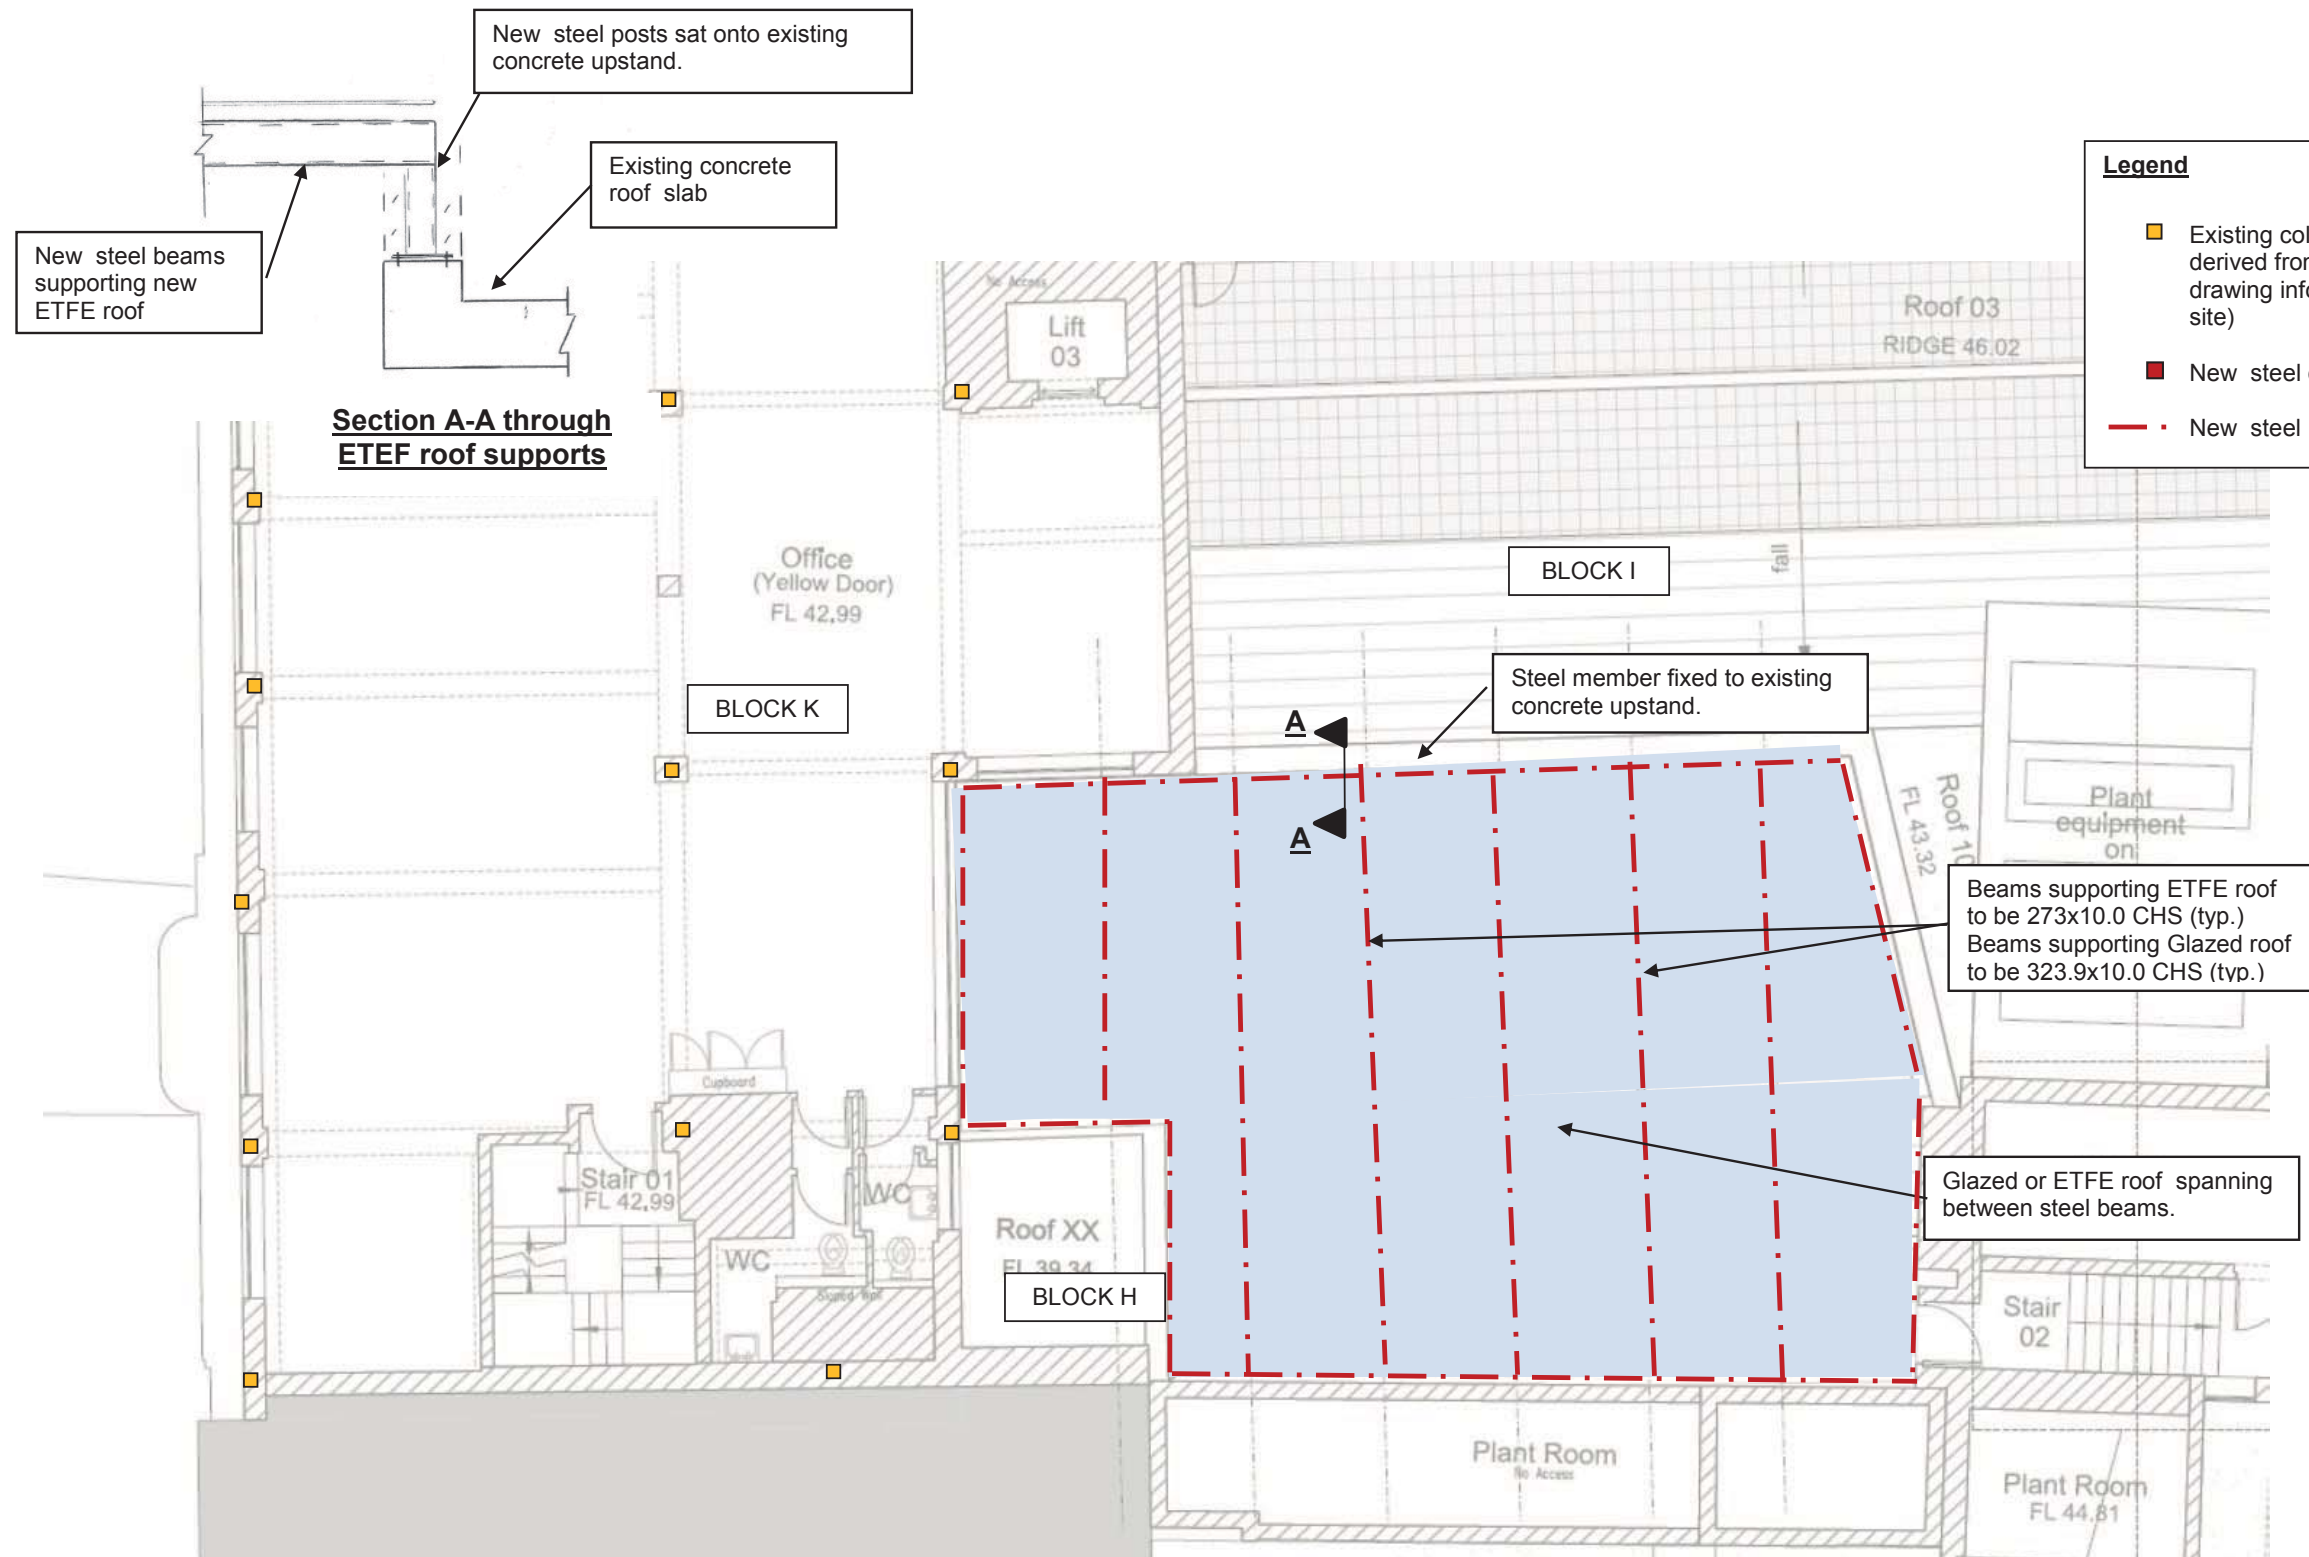 New steel posts sat onto existing
concrete upstand.
Existing concrete
roof slab
New steel beams
supporting new
ETFE roof
Section A-A through
ETEF roof supports
Legend
Existing
derived
drawing
site)
New steel
New steel
No Access
Lift
03
Roof 03
RIDGE 46.02
Office
(Yellow Door)
FL 42.99
BLOCK I
fall
BLOCK K
Steel member fixed to existing
concrete upstand.
A
A
Roof
FL 43.32
Plant
equipment
on
Beams supporting ETFE roof
to be 273x10.0 CHS (typ.)
Beams supporting Glazed roof
to be 323.9x10.0 CHS (typ.)
Cupboard
Stair 01
FL 42.99
WC
WC
Roof XX
FL 39.34
BLOCK H
Glazed or ETFE roof spanning
between steel beams.
Stair
02
Plant Room
No Access
Plant Room
FL 44.81